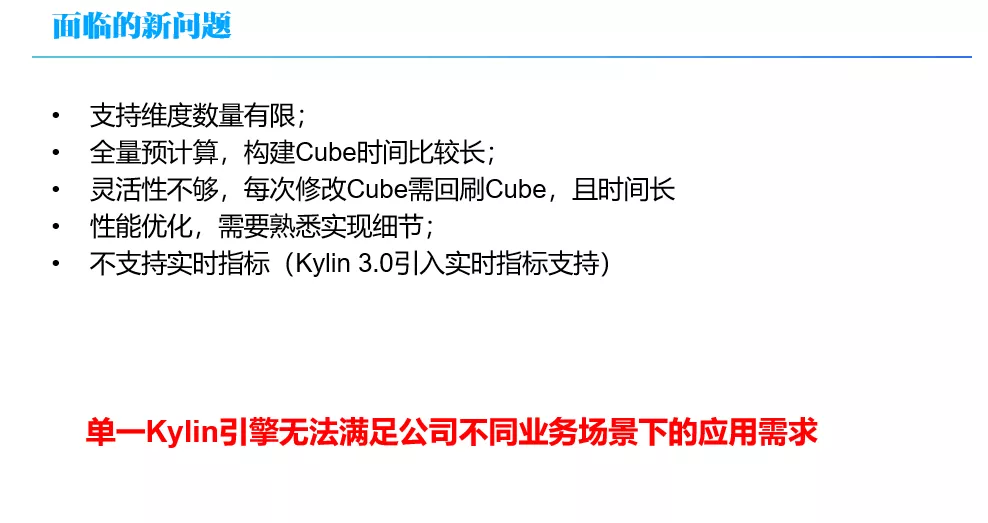 面临的新问题
• 支持维度数量有限；
• 全量预计算，构建Cube时间比较长；
• 灵活性不够，每次修改Cube需回刷Cube，且时间长
• 性能优化，需要熟悉实现细节；
• 不支持实时指标（Kylin 3.0引入实时指标支持）
单一Kylin引擎无法满足公司不同业务场景下的应用需求